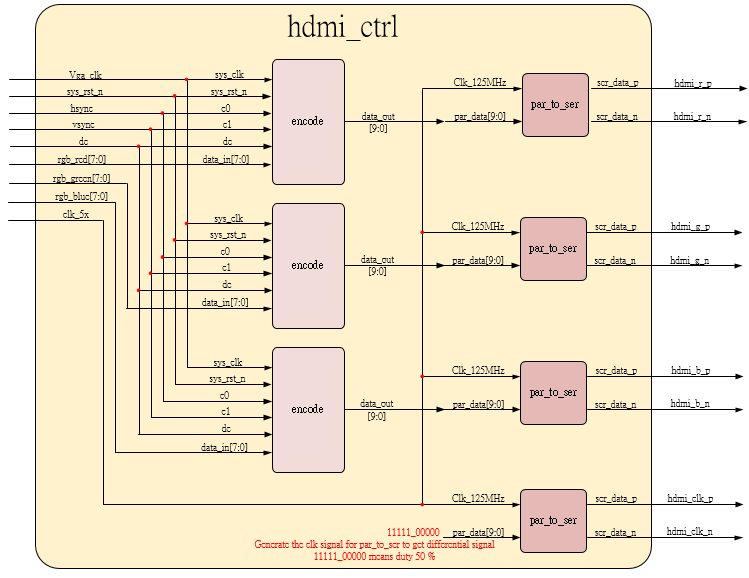 hdmi_ctrl
Vga_clk
sys_rst_n
hsync
vsync
de
rgb_red[7:0]
rgb_green[7:0]
rgb_blue[7:0]
clk_5x
sys_clk
sys_rst_n
c0
c1
de
data_in[7:0]
encode
data_out
[9:0]
Clk_125MHz
par_data[9:0]
par_to_ser
ser_data_p
ser_data_n
hdmi_r_p
hdmi_r_n
sys_clk
sys_rst_n
c0
c1
de
data_in[7:0]
encode
data_out
[9:0]
Clk_125MHz
par_data[9:0]
par_to_ser
ser_data_p
ser_data_n
hdmi_g_p
hdmi_g_n
sys_clk
sys_rst_n
c0
c1
de
data_in[7:0]
encode
data_out
[9:0]
Clk_125MHz
par_data[9:0]
par_to_ser
ser_data_p
ser_data_n
hdmi_b_p
hdmi_b_n
Clk_125MHz
11111_00000
par_data[9:0]
par_to_ser
ser_data_p
ser_data_n
hdmi_clk_p
hdmi_clk_n
Generate the clk signal for par_to_ser to get differential signal
11111_00000 means duty 50 %